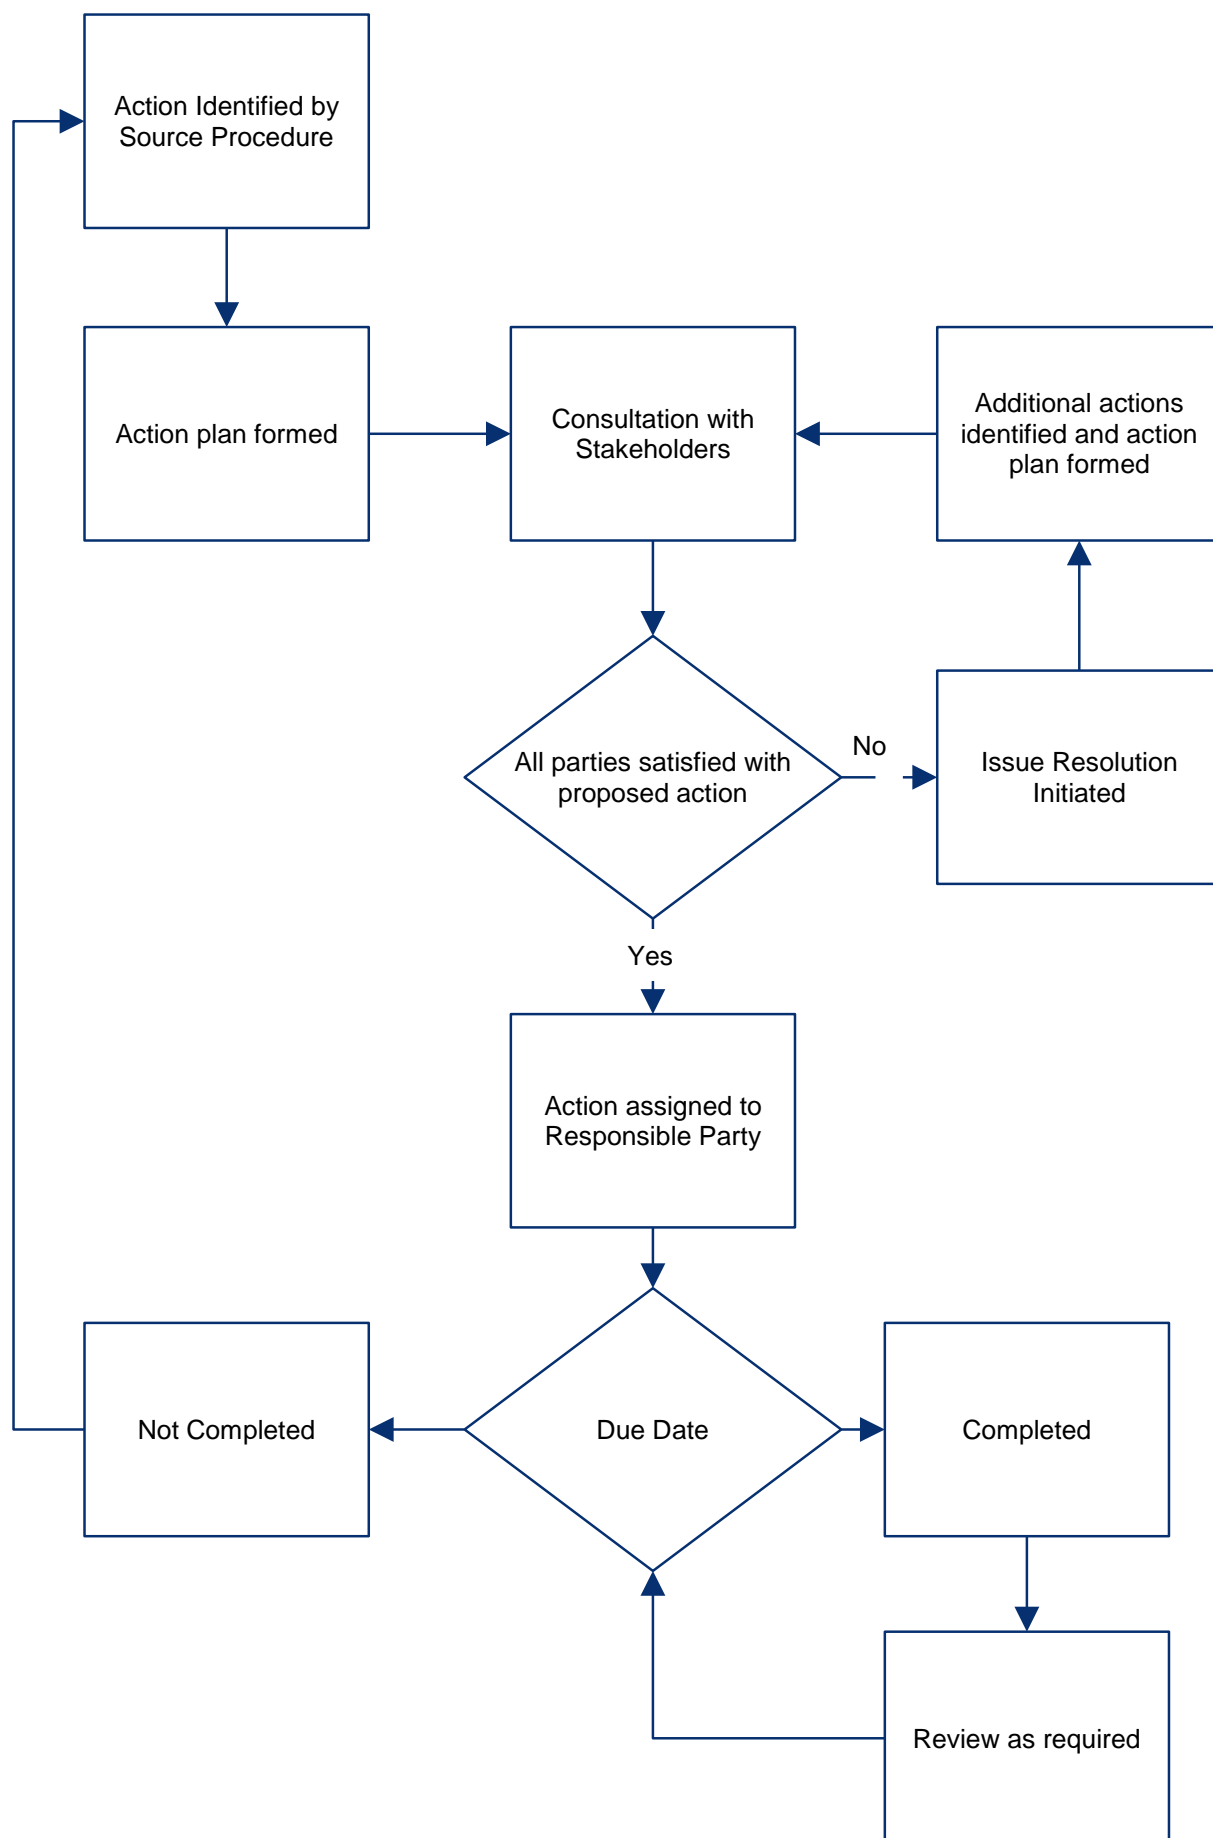 Action Identified by
Source Procedure
Action plan formed
Consultation with
Stakeholders
Additional actions
identified and action
plan formed
All parties satisfied with
proposed action
No
Issue Resolution
Initiated
Yes
Action assigned to
Responsible Party
Not Completed
Due Date
Completed
Review as required